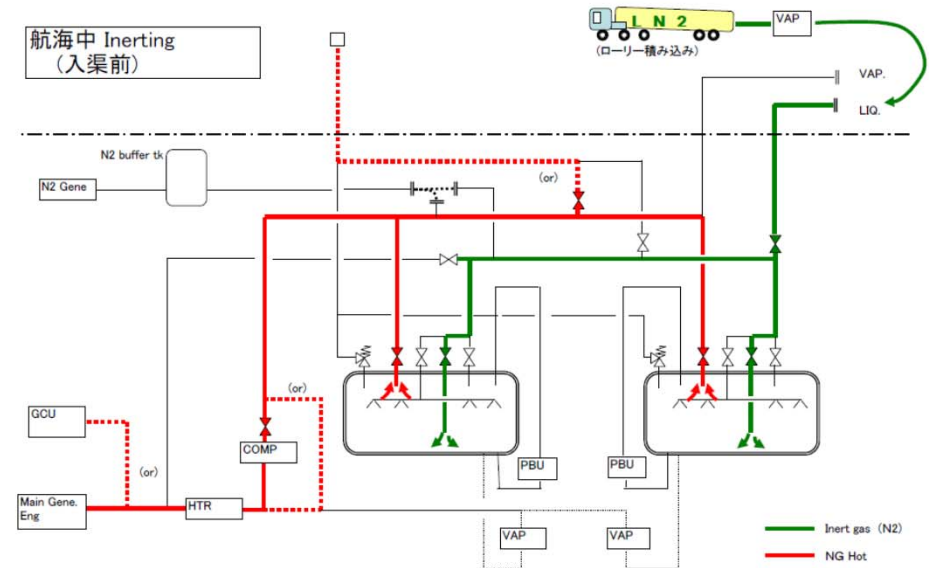 航海中 Inerting
(入渠前)
LN2
VAP
(ローリー積み込み)
VAP.
LIQ.
N2 buffer tk
N2 Gene
(or)
(or)
GCU
(or)
COMP
PBU
PBU
Main Gene.
Eng
HTR
VAP
VAP
Inert gas (N2)
NG Hot